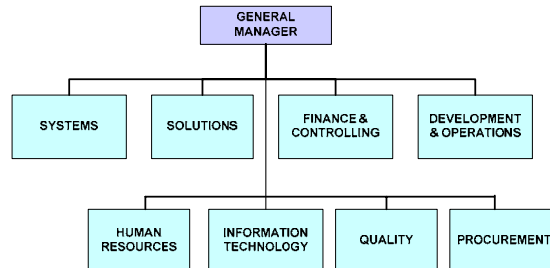 GENERAL
MANAGER
SYSTEMS
SOLUTIONS
FINANCE &
CONTROLLING
DEVELOPMENT
& OPERATIONS
HUMAN
RESOURCES
INFORMATION
TECHNOLOGY
QUALITY
PROCUREMENT